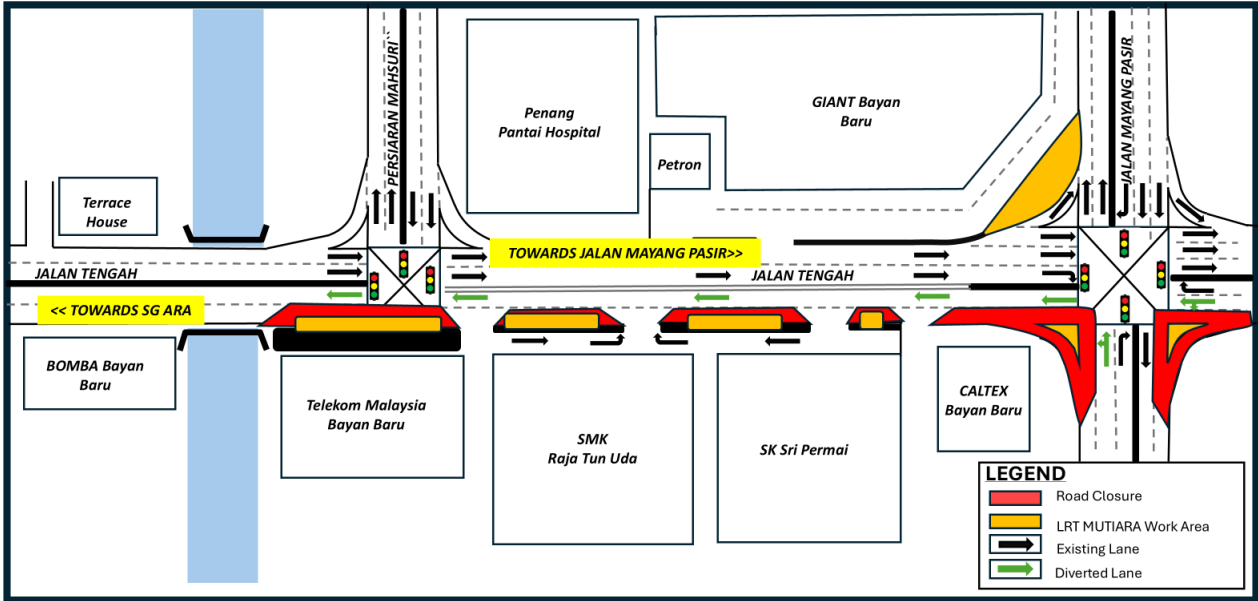 PERSIARAN MAHSURI``
Penang
Pantai Hospital
GIANT Bayan
Baru
JALAN MAYANG PASIR
Petron
Terrace
House
TOWARDS JALAN MAYANG PASIR>>
JALAN TENGAH
JALAN TENGAH
<< TOWARDS SG ARA
BOMBA Bayan
Baru
Telekom Malaysia
Bayan Baru
SMK
Raja Tun Uda
SK Sri Permai
CALTEX
Bayan Baru
LEGEND
Road Closure
LRT MUTIARA Work Area
Existing Lane
Diverted Lane